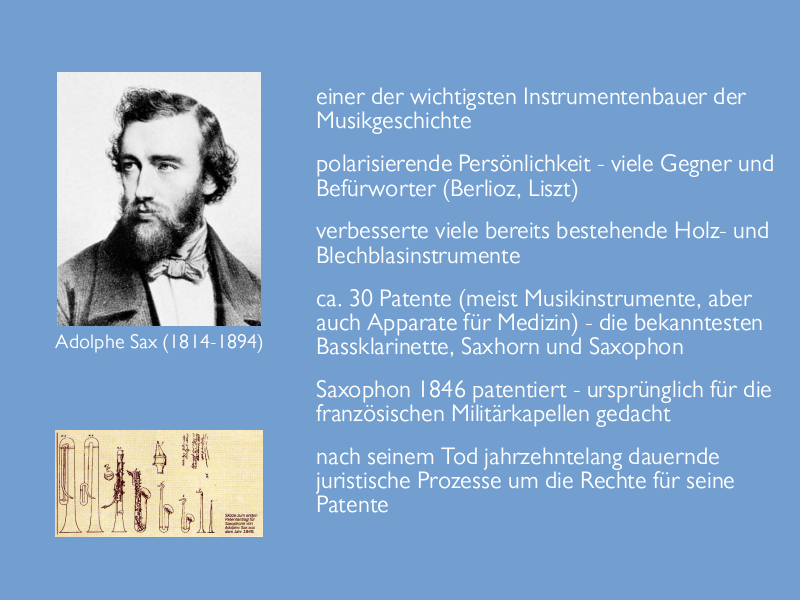 einer der wichtigsten Instrumentenbauer der
Musikgeschichte
polarisierende Persönlichkeit - viele Gegner und
Befürworter (Berlioz, Liszt)
verbesserte viele bereits bestehende Holz- und
Blechblasinstrumente
ca. 30 Patente (meist Musikinstrumente, aber
auch Apparate für Medizin) - die bekanntesten
Bassklarinette, Saxhorn und Saxophon
Saxophon 1846 patentiert - ursprünglich für die
französischen Militärkapellen gedacht
nach seinem Tod jahrzehntelang dauernde
juristische Prozesse um die Rechte für seine
Patente
Adolphe Sax (1814-1894)
Skizze zum ersten
Patentantrag für
Saxophone von
Adolphe Sax aus
dem Jahr 1846.